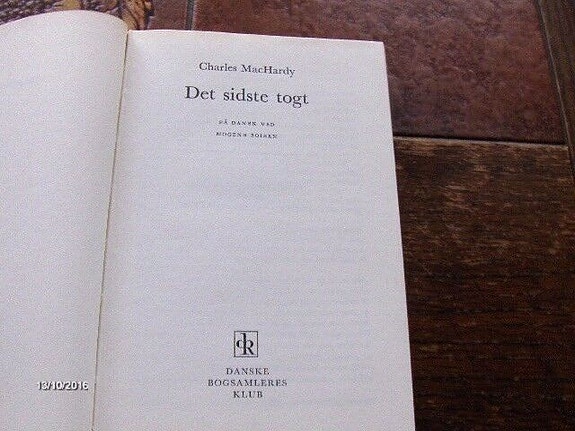 Charles MacHardy
Det sidste togt
PÅ DANSK VED
MOGENS BOISEN
DANSKE
BOGSAMLERES
KLUB
13/10/2016